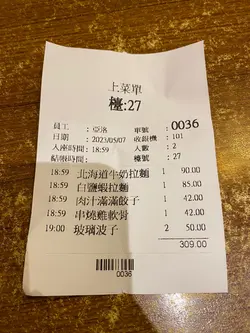 上菜單
檯:27
員工 : 亞洛 單號 : 0036
日期 : 2023/05/07 收銀機 : 101
入座時間 : 18:59 人數 : 2
結帳時間 : 檯號 : 27
18:59 北海道牛奶拉麵 1 90.00
18:59 白鹽蝦拉麵 1 85.00
18:59 肉汁滿滿餃子 1 42.00
18:59 串燒雞軟骨 1 42.00
19:00 玻璃波子 2 50.00
309.00
0036